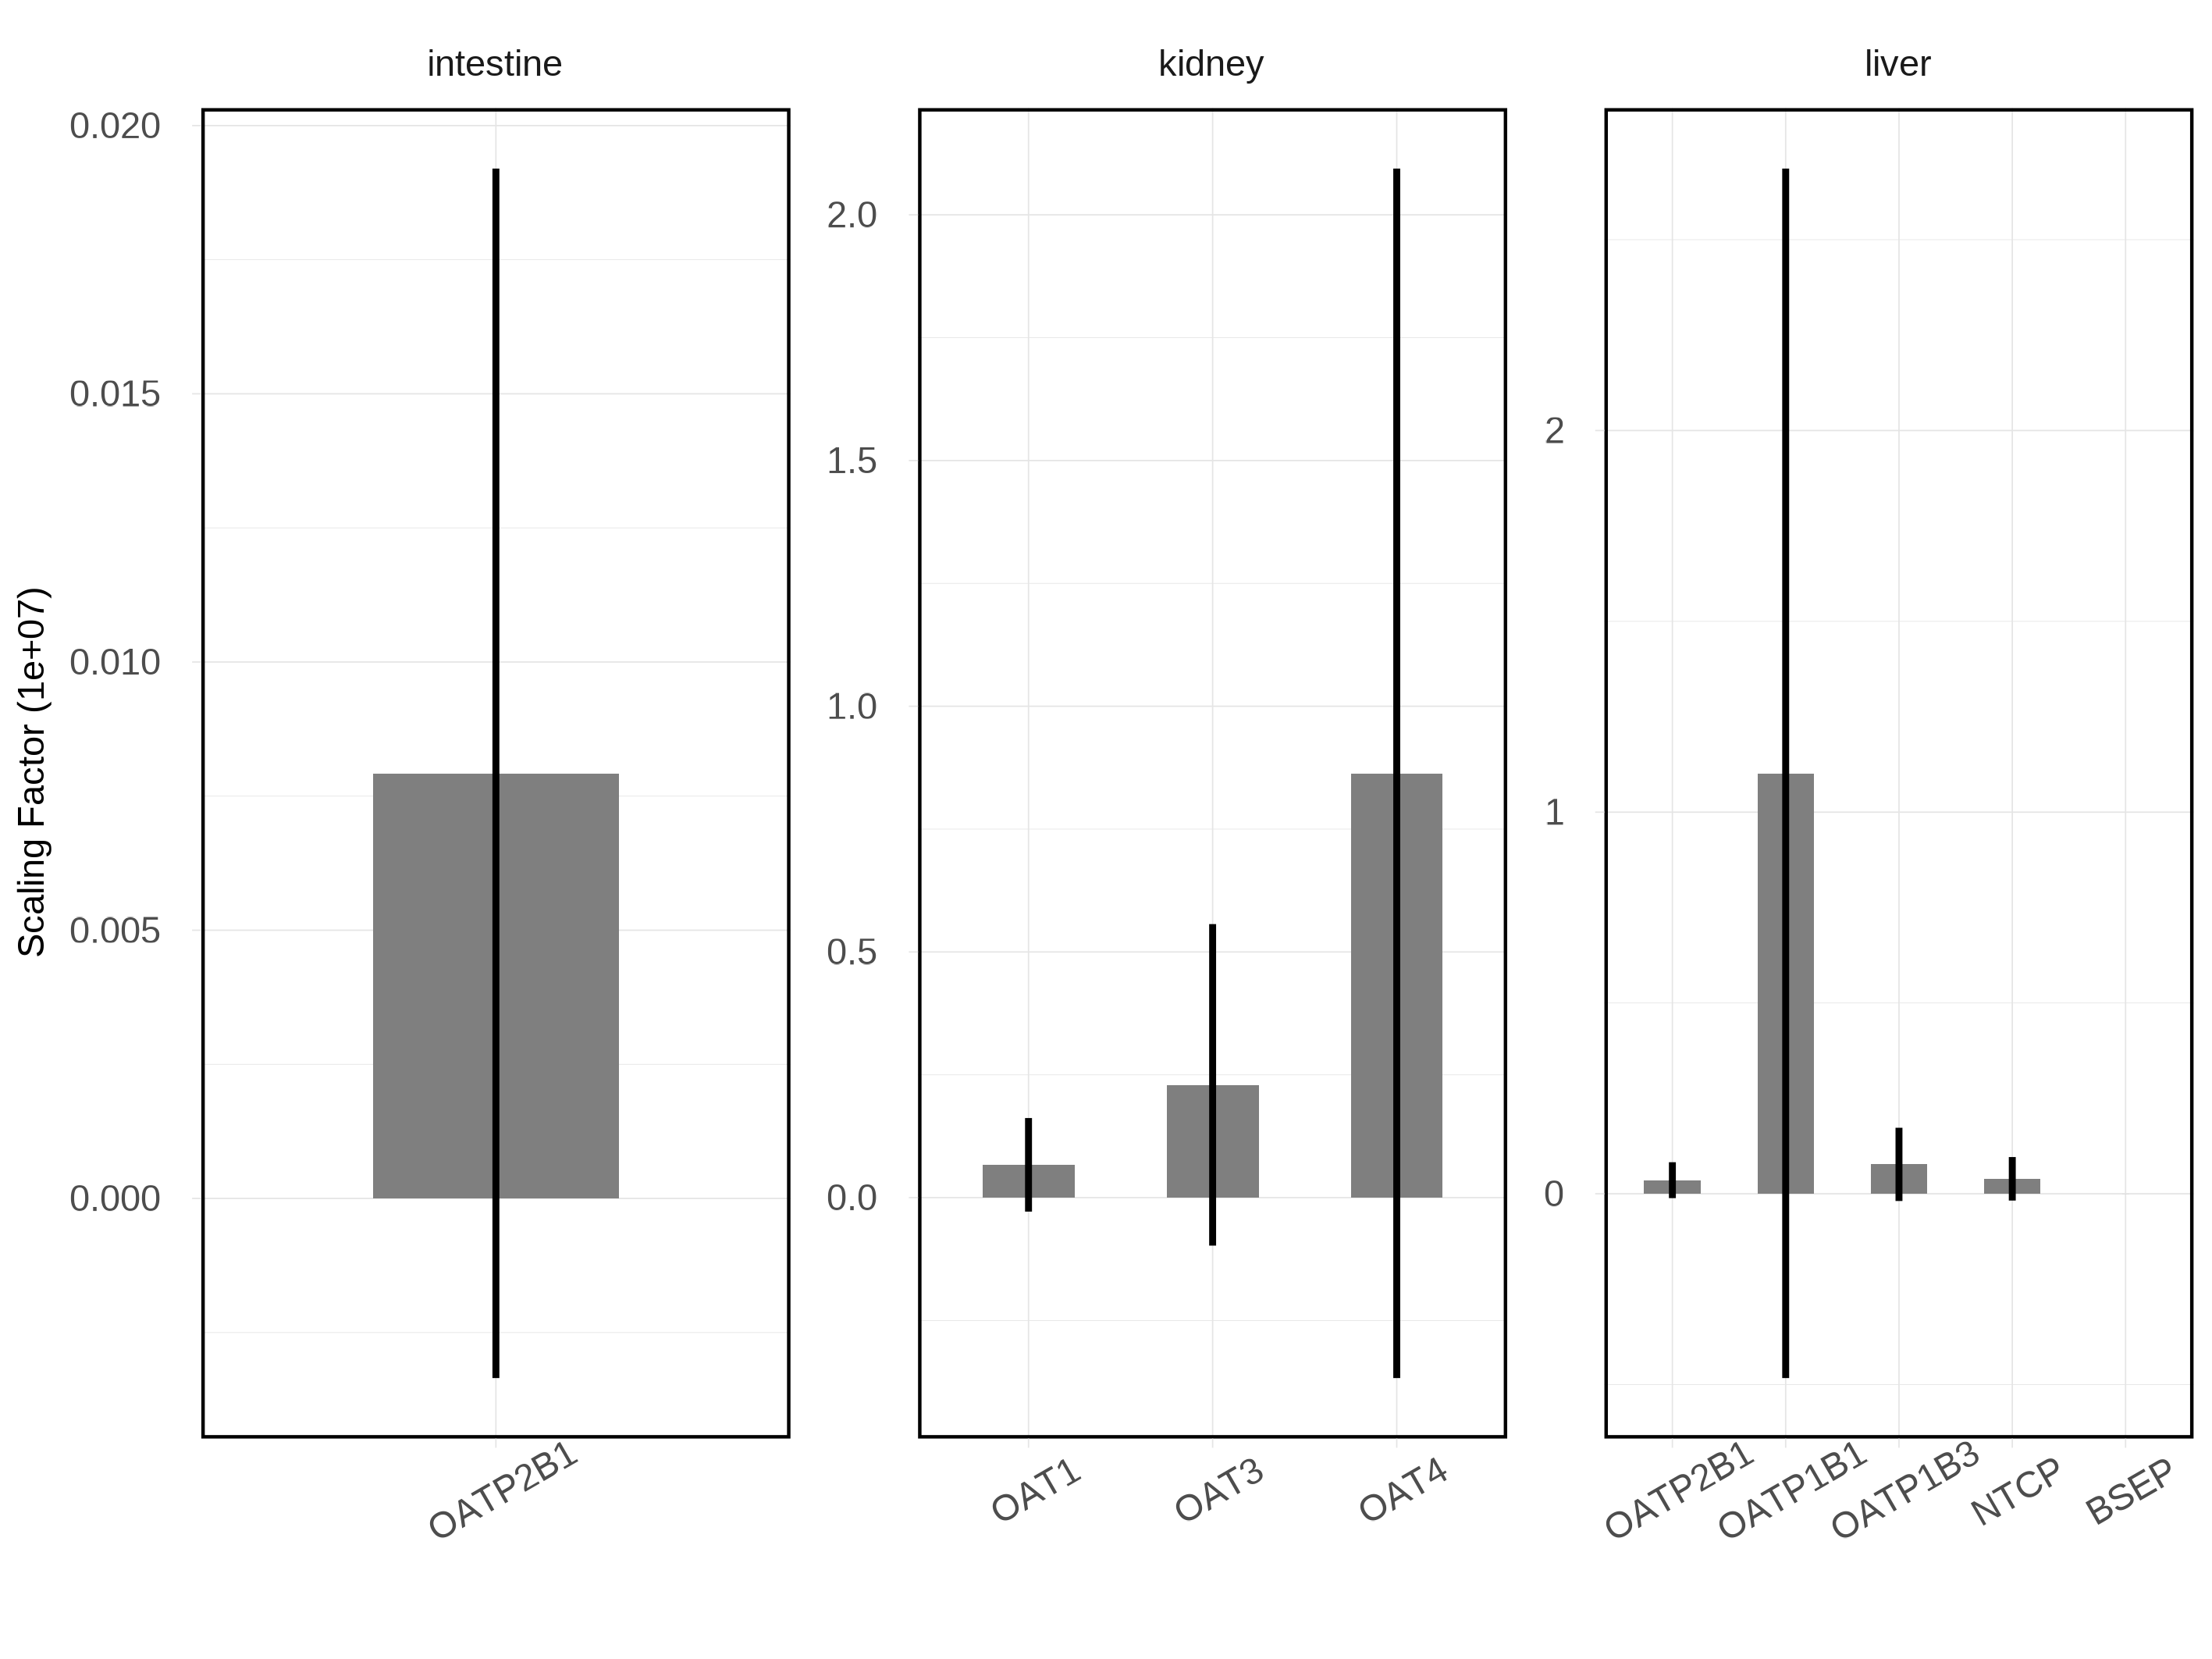 intestine
kidney
liver
Scaling Factor (1e+07)
0.020
0.015
0.010
0.005
0.000
2.0
1.5
1.0
0.5
0.0
2
1
0
OATP2B1
OAT1
OAT3
OAT4
OATP2B1
OATP1B1
OATP1B3
NTCP
BSEP